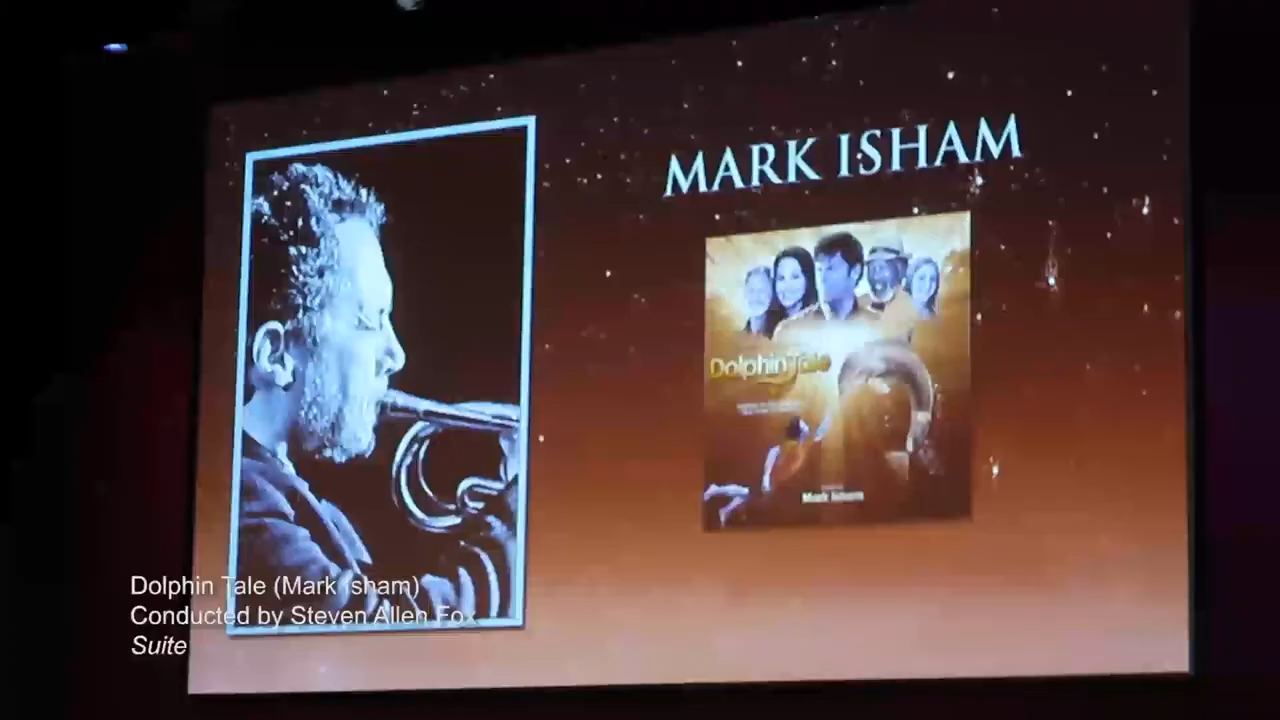 MARK ISHAM
Dolphin Tale
Mark Isham
Dolphin Tale (Mark Isham)
Conducted by Steven Allen Fox
Suite